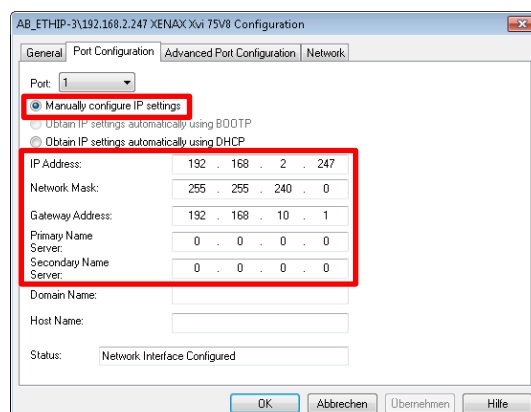 AB_ETHIP-3\192.168.2.247 XENAX Xvi 75V8 Configuration
General Port Configuration Advanced Port Configuration Network
Port: 1
Manually configure IP settings
Obtain IP settings automatically using BOOTP
Obtain IP settings automatically using DHCP
IP Address: 192 . 168 . 2 . 247
Network Mask: 255 . 255 . 240 . 0
Gateway Address: 192 . 168 . 10 . 1
Primary Name
Server: 0 . 0 . 0 . 0
Secondary Name
Server: 0 . 0 . 0 . 0
Domain Name:
Host Name:
Status: Network Interface Configured
OK Abbrechen Übernehmen Hilfe